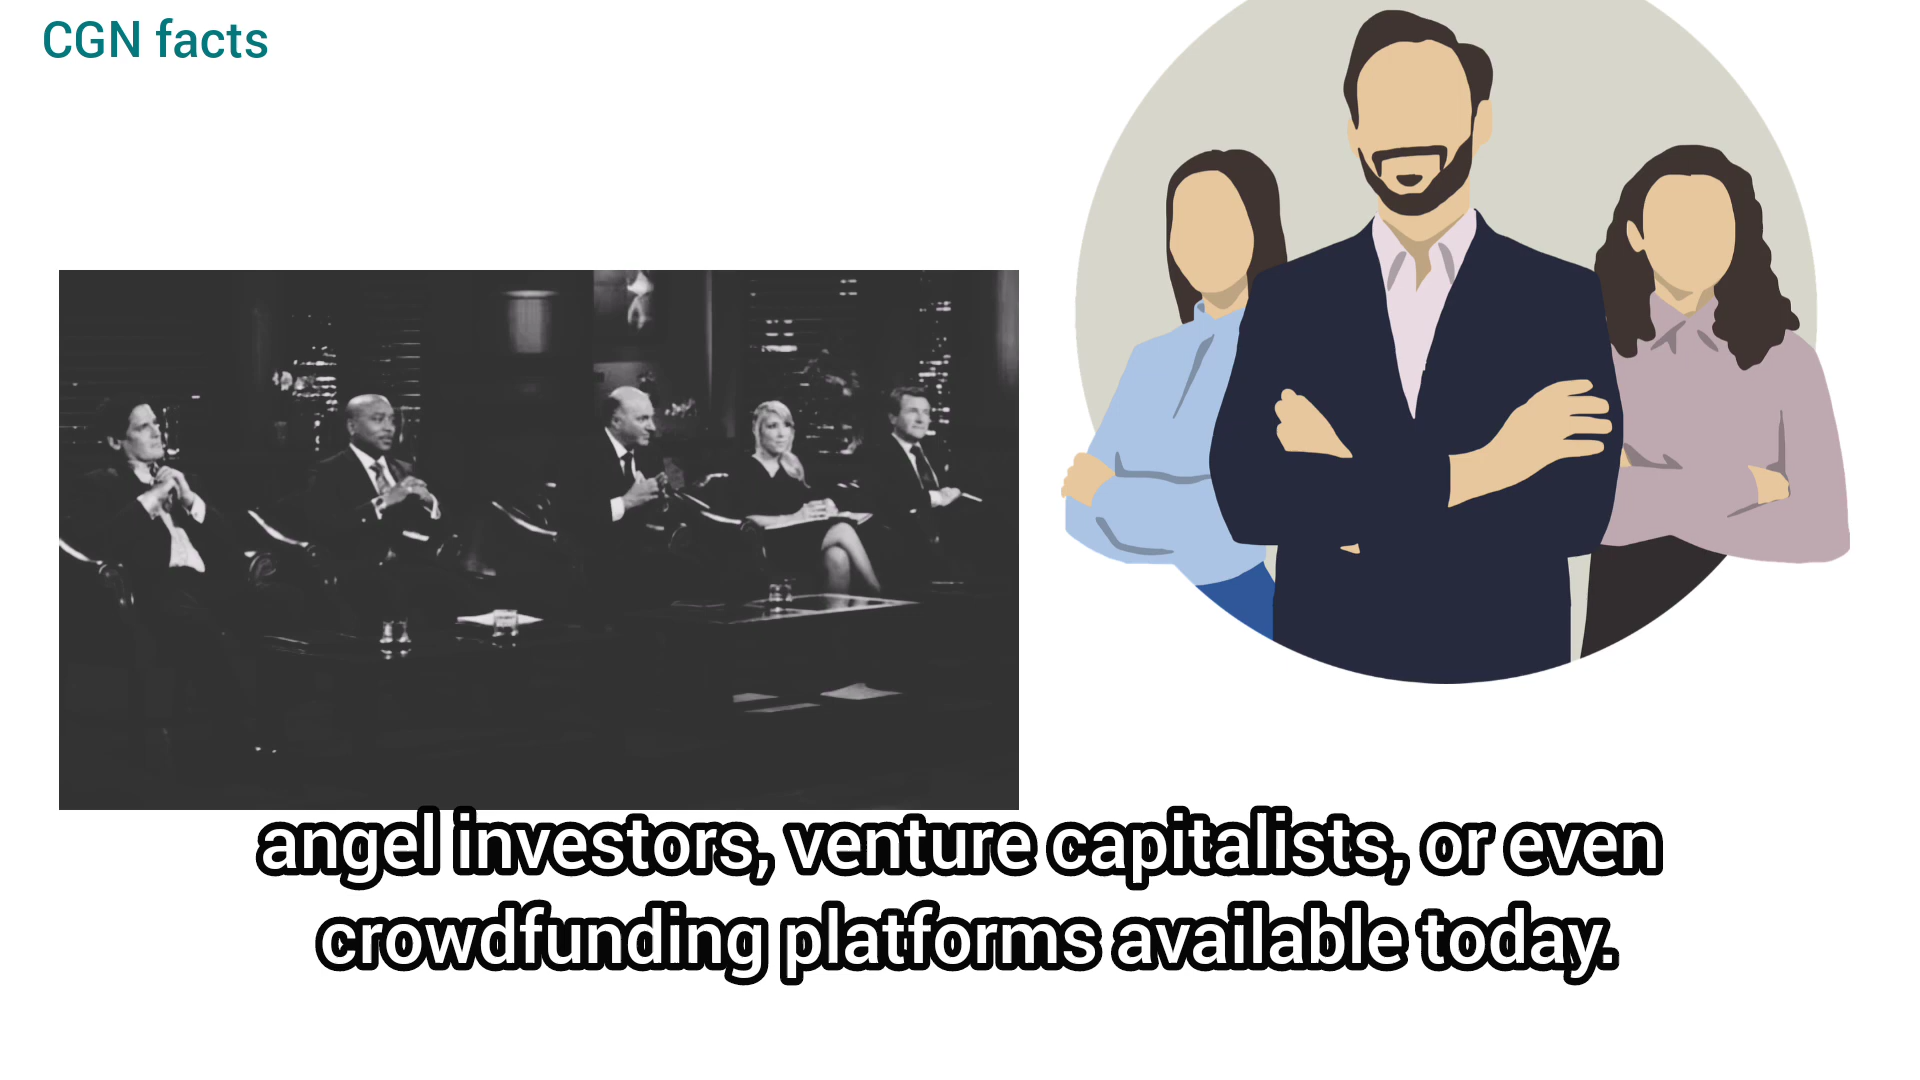 CGN facts
angel investors, venture capitalists, or even
crowdfunding platforms available today.